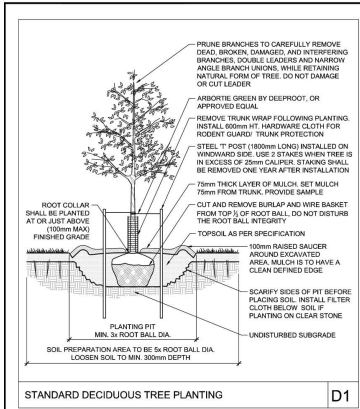 PRUNE BRANCHES TO CAREFULLY REMOVE
DEAD, BROKEN, DAMAGED, AND INTERFERING
BRANCHES, DOUBLE LEADERS AND NARROW
ANGLE BRANCH UNIONS, WHILE RETAINING
NATURAL FORM OF TREE. DO NOT DAMAGE
OR CUT LEADER
ARBORTIE GREEN BY DEEPROOT, OR
APPROVED EQUAL
REMOVE TRUNK WRAP FOLLOWING PLANTING.
INSTALL 600mm HT. HARDWARE CLOTH FOR
RODENT GUARD/ TRUNK PROTECTION
STEEL 'T' POST (1800mm LONG) INSTALLED ON
WINDWARD SIDE. USE 2 STAKES WHEN TREE IS
IN EXCESS OF 25mm CALIPER. STAKING SHALL
BE REMOVED ONE YEAR AFTER INSTALLATION
75mm THICK LAYER OF MULCH. SET MULCH
75mm FROM TRUNK. PROVIDE SAMPLE
CUT AND REMOVE BURLAP AND WIRE BASKET
FROM TOP ⅓ OF ROOT BALL, DO NOT DISTURB
THE ROOT BALL INTEGRITY
TOPSOIL AS PER SPECIFICATION
100mm RAISED SAUCER
AROUND EXCAVATED
AREA. MULCH IS TO HAVE A
CLEAN DEFINED EDGE
SCARIFY SIDES OF PIT BEFORE
PLACING SOIL. INSTALL FILTER
CLOTH BELOW SOIL IF
PLANTING ON CLEAR STONE
UNDISTURBED SUBGRADE
ROOT COLLAR
SHALL BE PLANTED
AT OR JUST ABOVE
(100mm MAX)
FINISHED GRADE
PLANTING PIT
MIN. 3x ROOT BALL DIA.
SOIL PREPARATION AREA TO BE 5x ROOT BALL DIA.
LOOSEN SOIL TO MIN. 300mm DEPTH
STANDARD DECIDUOUS TREE PLANTING
D1